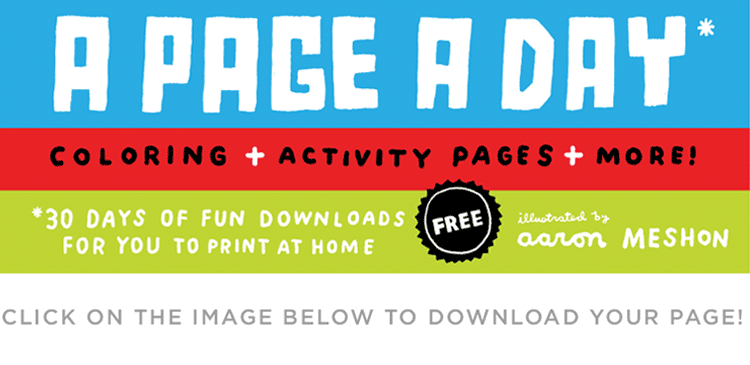 A PAGE A DAY*
COLORING + ACTIVITY PAGES + MORE!
*30 DAYS OF FUN DOWNLOADS
FOR YOU TO PRINT AT HOME
FREE
illustrated by
aaron MESHON
CLICK ON THE IMAGE BELOW TO DOWNLOAD YOUR PAGE!